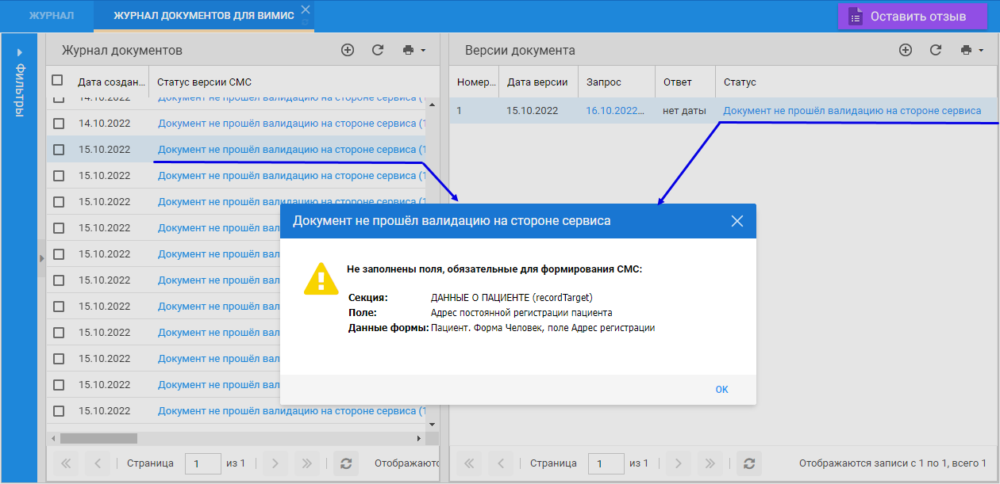 ЖУРНАЛ
ЖУРНАЛ ДОКУМЕНТОВ ДЛЯ ВИМИС
Оставить отзыв
Фильтры
Журнал документов
Дата создан... Статус версии СМС
14.10.2022 Документ не прошёл валидацию на стороне сервиса (1
14.10.2022 Документ не прошёл валидацию на стороне сервиса (1
15.10.2022 Документ не прошёл валидацию на стороне сервиса (1
15.10.2022 Документ не прошёл валидацию на стороне сервиса (1
15.10.2022 Документ не прошёл валидацию на стороне сервиса (1
15.10.2022 Документ не прошёл вал
15.10.2022 Документ не прошёл вал
15.10.2022 Документ не прошёл вал
15.10.2022 Документ не прошёл вал
15.10.2022 Документ не прошёл вал
15.10.2022 Документ не прошёл вал
15.10.2022 Документ не прошёл вал
15.10.2022 Документ не прошёл валидацию на стороне сервиса (1
Страница 1 из 1 Отображаютс
Версии документа
Номер... Дата версии Запрос Ответ Статус
1 15.10.2022 16.10.2022... нет даты Документ не прошёл валидацию на стороне сервиса
Страница 1 из 1 Отображаются записи с 1 по 1, всего 1
Документ не прошёл валидацию на стороне сервиса
Не заполнены поля, обязательные для формирования СМС:
Секция: ДАННЫЕ О ПАЦИЕНТЕ (recordTarget)
Поле: Адрес постоянной регистрации пациента
Данные формы: Пациент. Форма Человек, поле Адрес регистрации
OK